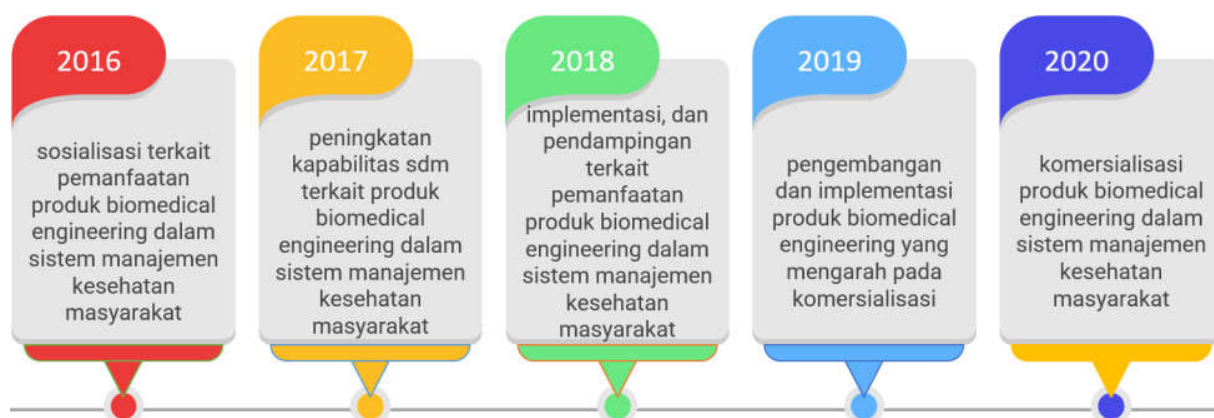 2016
sosialisasi terkait
pemanfaatan
produk biomedical
engineering dalam
sistem manajemen
kesehatan
masyarakat
2017
peningkatan
kapabilitas sdm
terkait produk
biomedical
engineering dalam
sistem manajemen
kesehatan
masyarakat
2018
implementasi, dan
pendampingan
terkait
pemanfaatan
produk biomedical
engineering dalam
sistem manajemen
kesehatan
masyarakat
2019
pengembangan
dan implementasi
produk biomedical
engineering yang
mengarah pada
komersialisasi
2020
komersialisasi
produk biomedical
engineering dalam
sistem manajemen
kesehatan
masyarakat